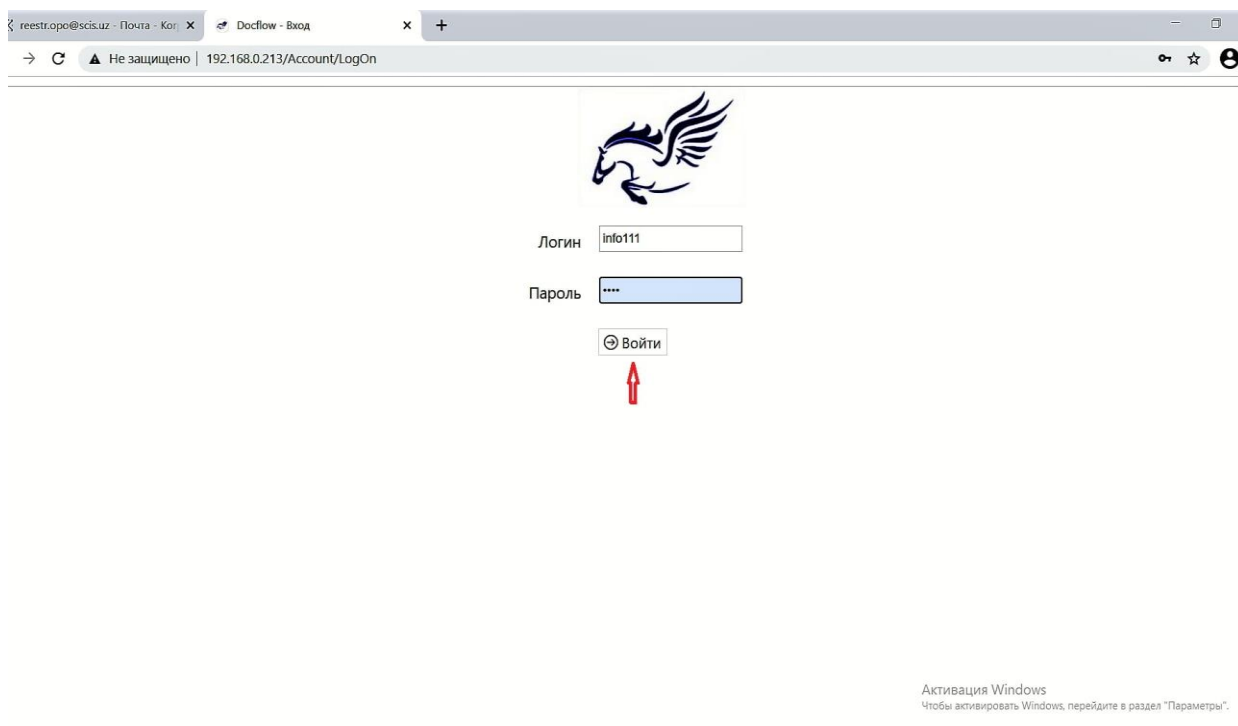 reestr.opo@scis.uz - Почта - Кор
Docflow - Вход
Не защищено | 192.168.0.213/Account/LogOn
Логин
info111
Пароль
Войти
Активация Windows
Чтобы активировать Windows, перейдите в раздел "Параметры".